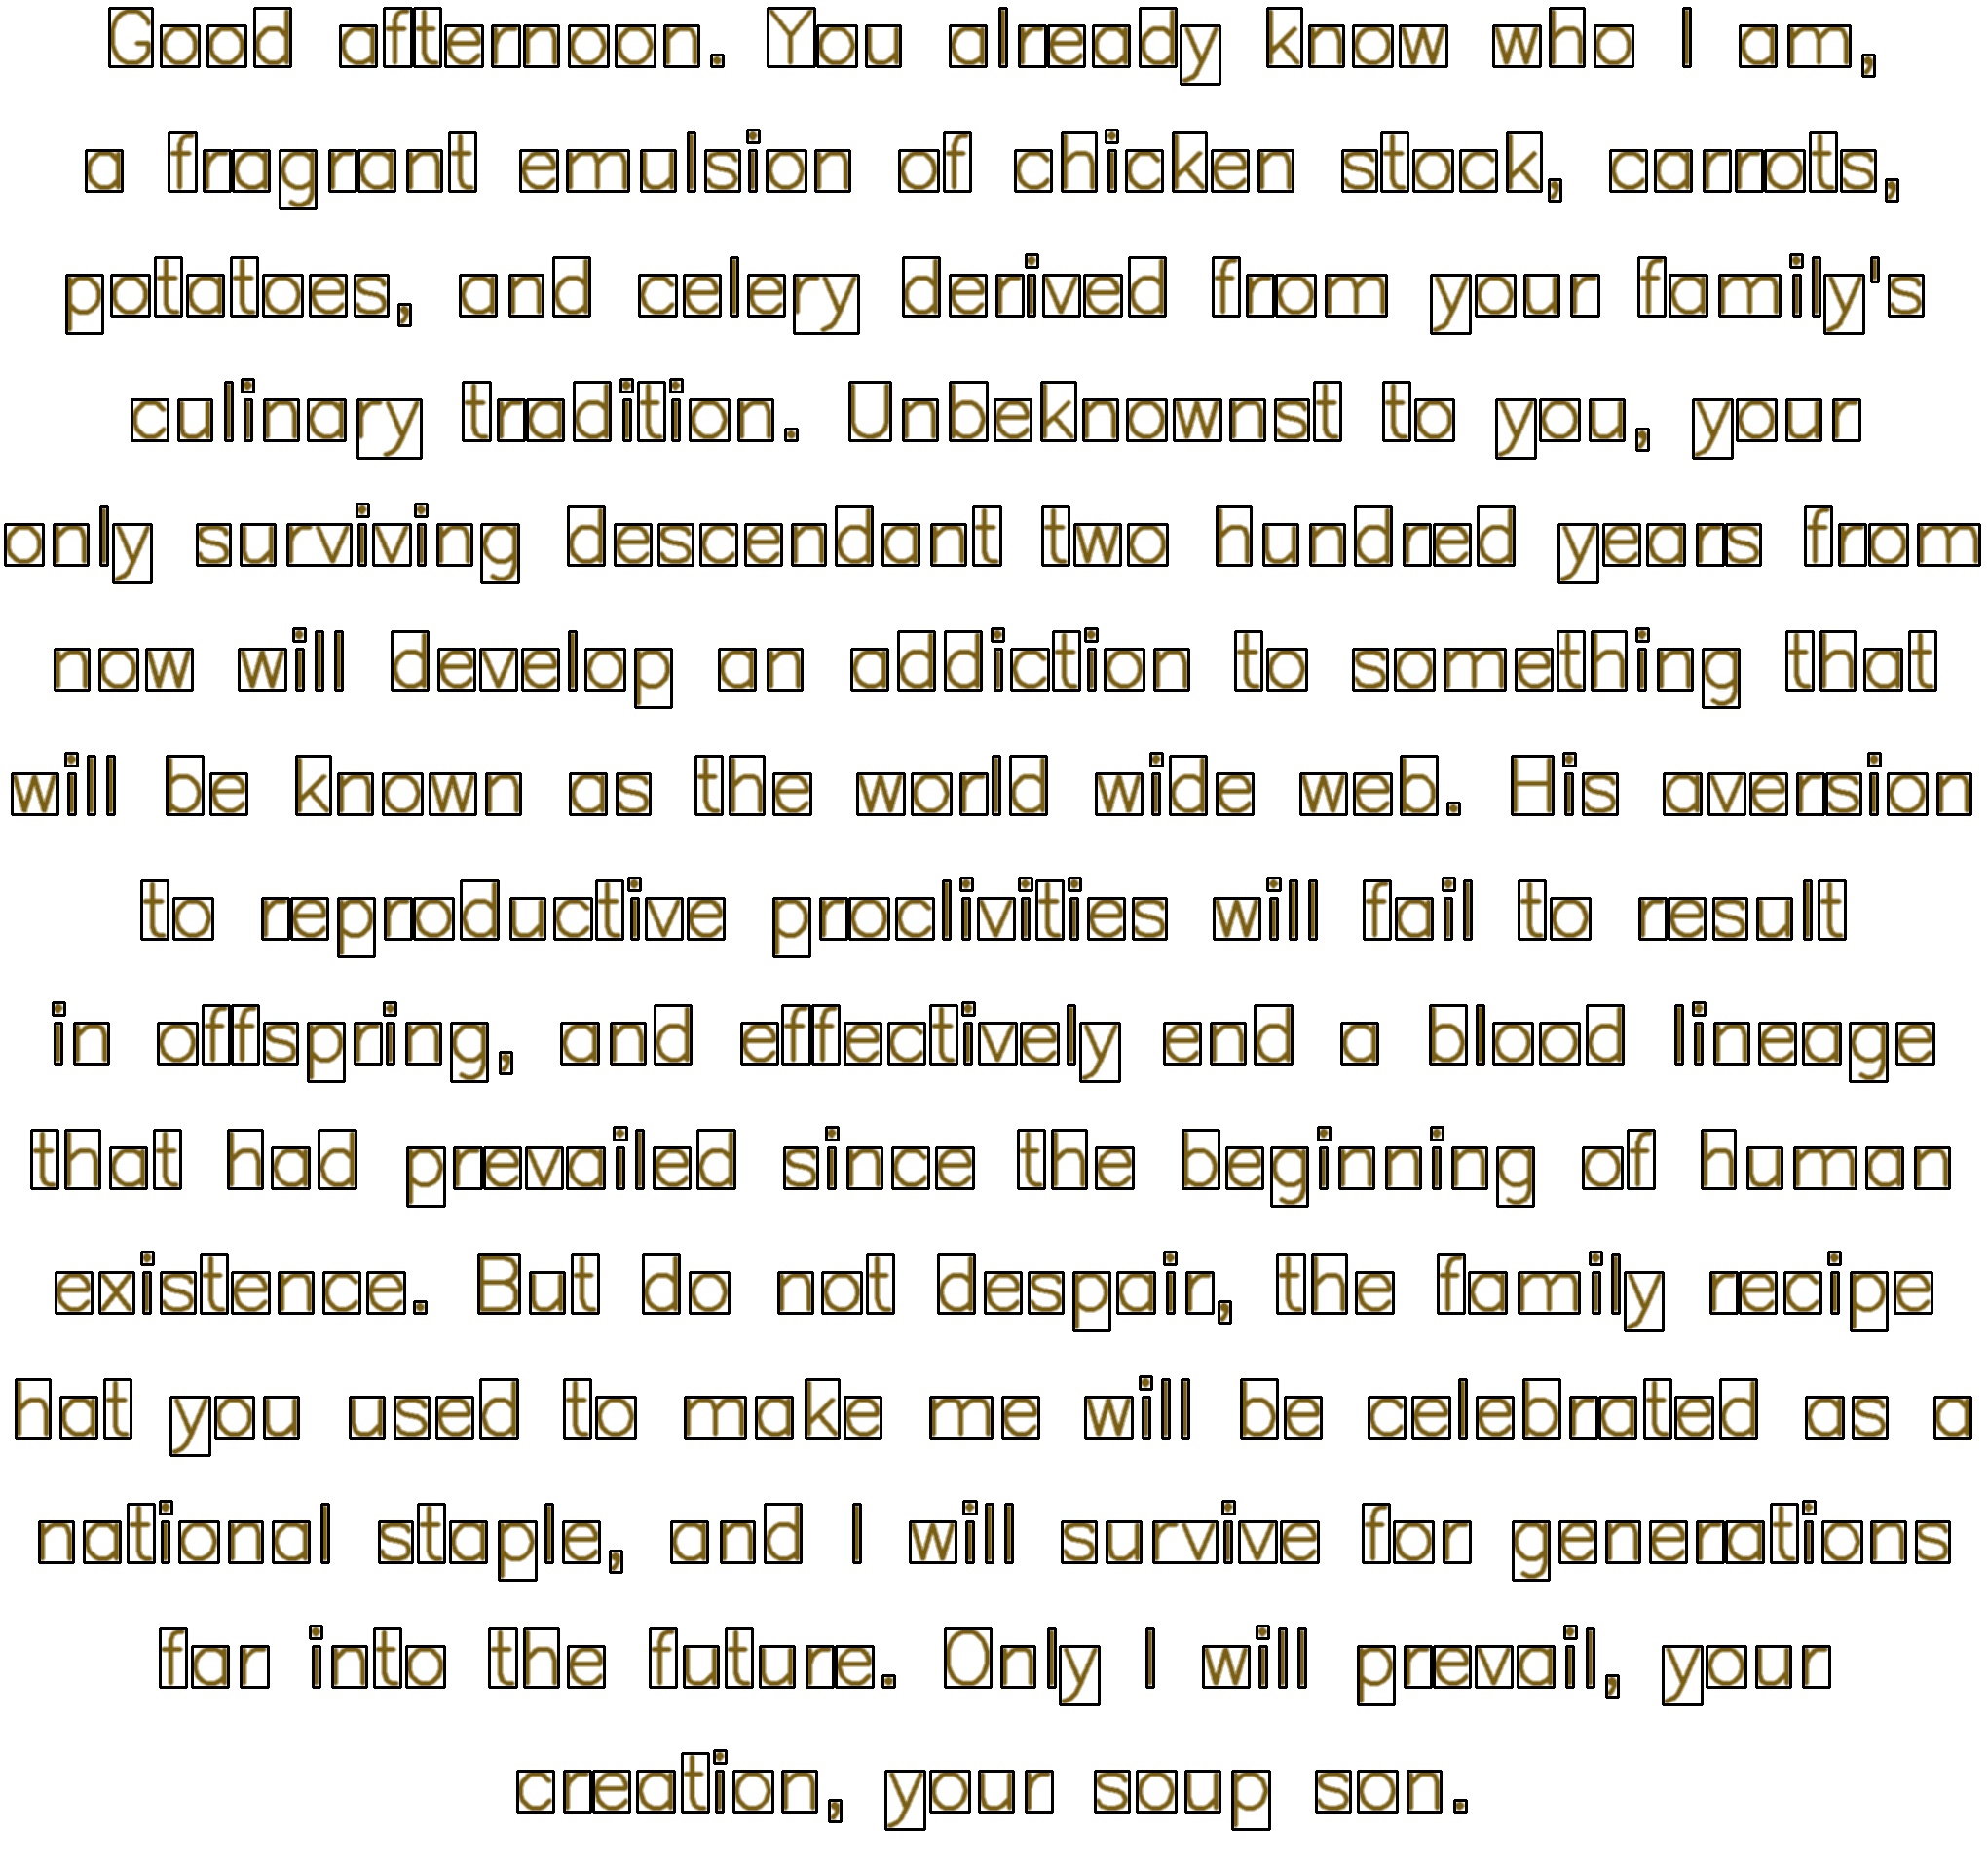 Good afternoon. You already know who I am,
a fragrant emulsion of chicken stock, carrots,
potatoes, and celery derived from your family's
culinary tradition. Unbeknownst to you, your
only surviving descendant two hundred years from
now will develop an addiction to something that
will be known as the world wide web. His aversion
to reproductive proclivities will fail to result
in offspring, and effectively end a blood lineage
that had prevailed since the beginning of human
existence. But do not despair, the family recipe
hat you used to make me will be celebrated as a
national staple, and I will survive for generations
far into the future. Only I will prevail, your
creation, your soup son.